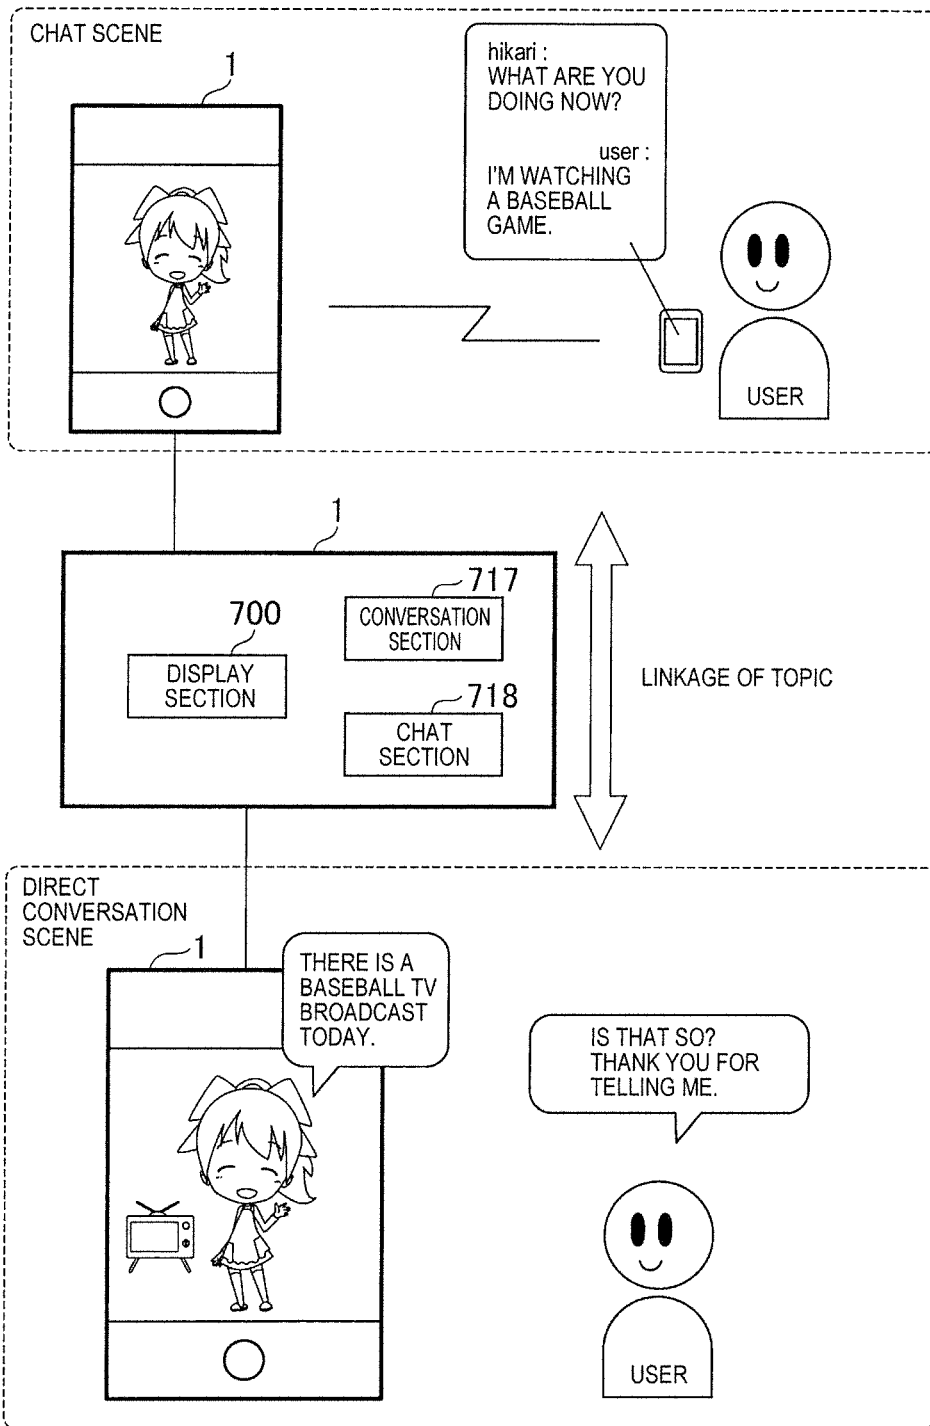 CHAT SCENE
1
hikari :
WHAT ARE YOU
DOING NOW?
user :
I'M WATCHING
A BASEBALL
GAME.
USER
1
717
CONVERSATION
SECTION
700
DISPLAY
SECTION
718
CHAT
SECTION
LINKAGE OF TOPIC
DIRECT
CONVERSATION
SCENE
1
THERE IS A
BASEBALL TV
BROADCAST
TODAY.
IS THAT SO?
THANK YOU FOR
TELLING ME.
USER